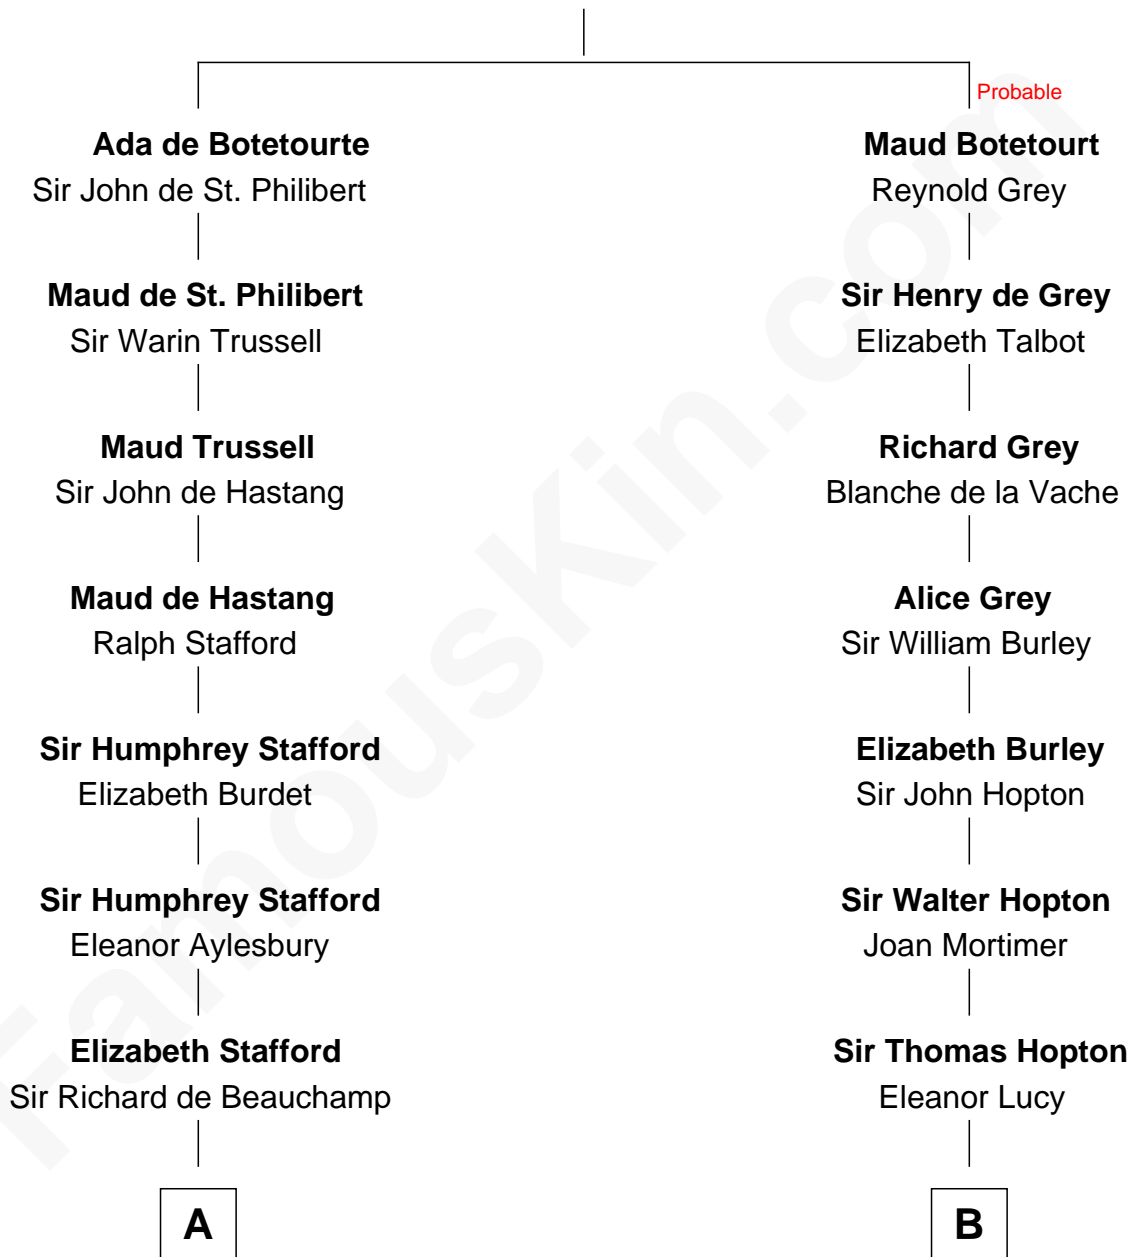 Probable
Ada de Botetourte
Sir John de St. Philibert
Maud Botetourt
Reynold Grey
Maud de St. Philibert
Sir Warin Trussell
Sir Henry de Grey
Elizabeth Talbot
Maud Trussell
Sir John de Hastang
Richard Grey
Blanche de la Vache
Maud de Hastang
Ralph Stafford
Alice Grey
Sir William Burley
Sir Humphrey Stafford
Elizabeth Burdet
Elizabeth Burley
Sir John Hopton
Sir Humphrey Stafford
Eleanor Aylesbury
Sir Walter Hopton
Joan Mortimer
Elizabeth Stafford
Sir Richard de Beauchamp
Sir Thomas Hopton
Eleanor Lucy
A
B
FamousKin.com